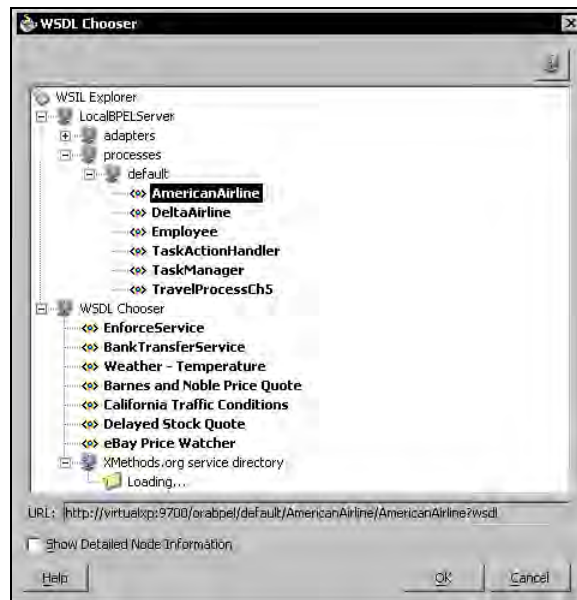 WSDL Chooser
WSIL Explorer
LocalBPELServer
adapters
processes
default
AmericanAirline
DeltaAirline
Employee
TaskActionHandler
TaskManager
TravelProcessCh5
WSDL Chooser
EnforceService
BankTransferService
Weather - Temperature
Barnes and Noble Price Quote
California Traffic Conditions
Delayed Stock Quote
eBay Price Watcher
XMethods.org service directory
Loading...
URL: http://virtualxp:9700/orabpel/default/AmericanAirline/AmericanAirline?wsdl
Show Detailed Node Information
Help OK Cancel